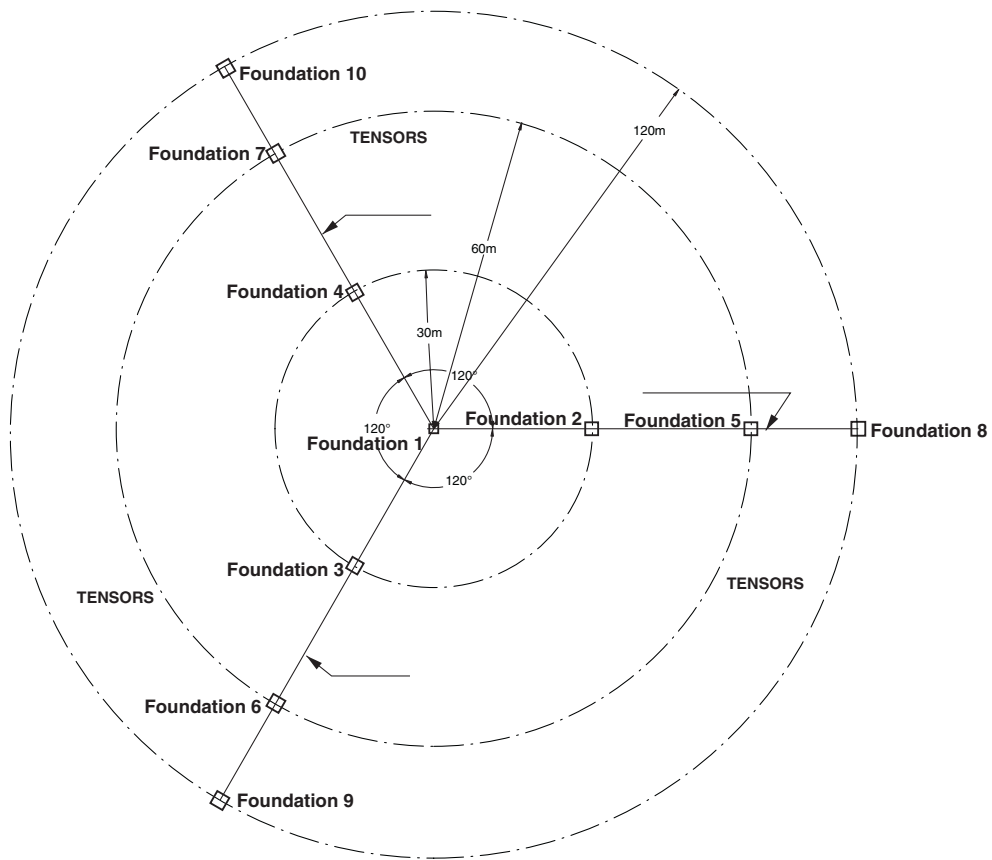 Foundation 10
120m
TENSORS
Foundation 7
60m
Foundation 4
30m
120°
Foundation 2
Foundation 5
120°
Foundation 8
Foundation 1
120°
Foundation 3
TENSORS
TENSORS
Foundation 6
Foundation 9